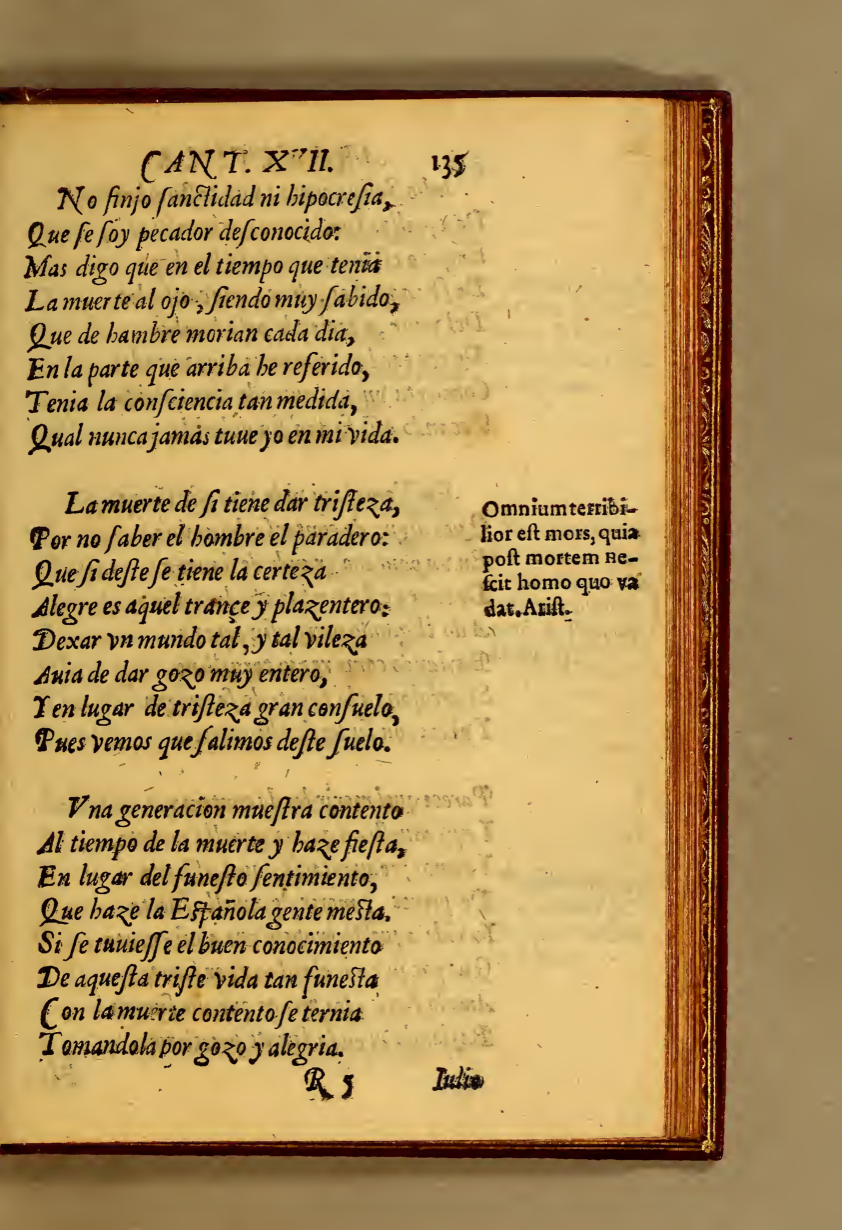 CANT. XVII. 135
No finjo ſanctidad ni hipocreſia,
Que ſe ſoy pecador deſconocido:
Mas digo que en el tiempo que tenia
La muerte al ojo, ſiendo muy ſabido,
Que de hambre morian cada dia,
En la parte que arriba he referido,
Tenia la conſciencia tan medida,
Qual nunca jamas tuue yo en mi vida.
La muerte de ſi tiene dar triſteza,
Por no ſaber el hombre el paradero:
Que ſi deſte ſe tiene la certeza
Alegre es aquel trançe y plazentero:
Dexar vn mundo tal, y tal vileza
Auia de dar gozo muy entero,
Y en lugar de triſteza gran conſuelo,
Pues vemos que ſalimos deſte ſuelo.
Omnium terribi-
lior eſt mors, quia
poſt mortem ne-
ſcit homo quo va
dat. Ariſt.
Vna generacion mueſtra contento
Al tiempo de la muerte y haze fieſta,
En lugar del funeſto ſentimiento,
Que haze la Eſpañola gente meſta.
Si ſe tuuieſſe el buen conocimiento
De aqueſta triſte vida tan funeſta
Con la muerte contento ſe ternia
Tomandola por gozo y alegria.
R 5 Iulio